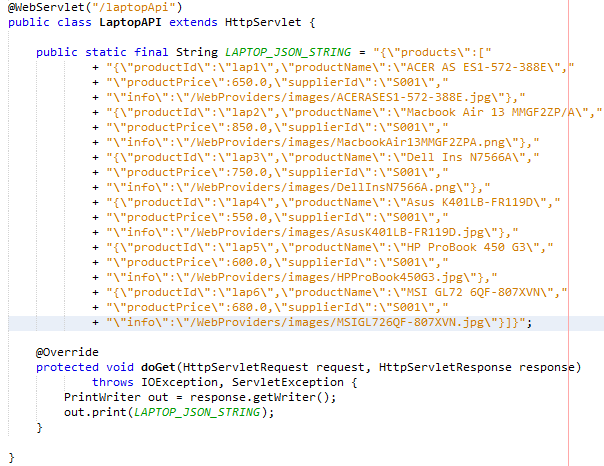 @WebServlet("/laptopApi")
public class LaptopAPI extends HttpServlet {
public static final String LAPTOP_JSON_STRING = "{\"products\":["
+ "{\"productId\":\"lap1\",\"productName\":\"ACER AS ES1-572-388E\","
+ "\"productPrice\":650.0,\"supplierId\":\"S001\","
+ "\"info\":\"/WebProviders/images/ACERASES1-572-388E.jpg\"},"
+ "{\"productId\":\"lap2\",\"productName\":\"Macbook Air 13 MMGF2ZP/A\","
+ "\"productPrice\":850.0,\"supplierId\":\"S001\","
+ "\"info\":\"/WebProviders/images/MacbookAir13MMGF2ZPA.png\"},"
+ "{\"productId\":\"lap3\",\"productName\":\"Dell Ins N7566A\","
+ "\"productPrice\":750.0,\"supplierId\":\"S001\","
+ "\"info\":\"/WebProviders/images/DellInsN7566A.png\"},"
+ "{\"productId\":\"lap4\",\"productName\":\"Asus K401LB-FR119D\","
+ "\"productPrice\":550.0,\"supplierId\":\"S001\","
+ "\"info\":\"/WebProviders/images/AsusK401LB-FR119D.jpg\"},"
+ "{\"productId\":\"lap5\",\"productName\":\"HP ProBook 450 G3\","
+ "\"productPrice\":600.0,\"supplierId\":\"S001\","
+ "\"info\":\"/WebProviders/images/HPProBook450G3.jpg\"},"
+ "{\"productId\":\"lap6\",\"productName\":\"MSI GL72 6QF-807XVN\","
+ "\"productPrice\":680.0,\"supplierId\":\"S001\","
+ "\"info\":\"/WebProviders/images/MSIGL726QF-807XVN.jpg\"}]}";
@Override
protected void doGet(HttpServletRequest request, HttpServletResponse response)
throws IOException, ServletException {
PrintWriter out = response.getWriter();
out.print(LAPTOP_JSON_STRING);
}
}